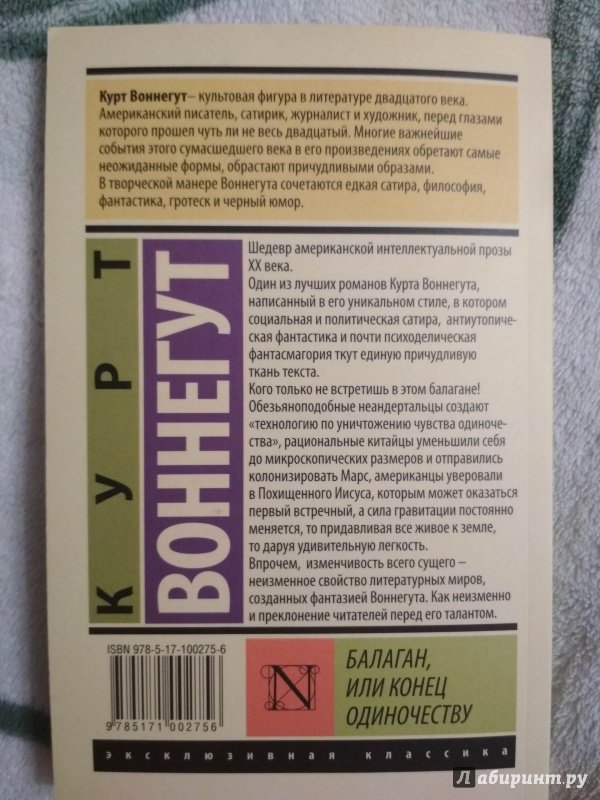 Курт Воннегут– культовая фигура в литературе двадцатого века.
Американский писатель, сатирик, журналист и художник, перед глазами
которого прошел чуть ли не весь двадцатый. Многие важнейшие
события этого сумасшедшего века в его произведениях обретают самые
неожиданные формы, обрастают причудливыми образами.
В творческой манере Воннегута сочетаются едкая сатира, философия,
фантастика, гротеск и черный юмор.
КУРТ
ВОННЕГУТ
Шедевр американской интеллектуальной прозы
XX века.
Один из лучших романов Курта Воннегута,
написанный в его уникальном стиле, в котором
социальная и политическая сатира, антиутопиче-
ская фантастика и почти психоделическая
фантасмагория ткут единую причудливую
ткань текста.
Кого только не встретишь в этом балагане!
Обезьяноподобные неандертальцы создают
«технологию по уничтожению чувства одиноче-
ства», рациональные китайцы уменьшили себя
до микроскопических размеров и отправились
колонизировать Марс, американцы уверовали
в Похищенного Иисуса, которым может оказаться
первый встречный, а сила гравитации постоянно
меняется, то придавливая все живое к земле,
то даруя удивительную легкость.
Впрочем, изменчивость всего сущего –
неизменное свойство литературных миров,
созданных фантазией Воннегута. Как неизменно
и преклонение читателей перед его талантом.
ISBN 978-5-17-100275-6
9785171002756
N
БАЛАГАН,
ИЛИ КОНЕЦ
ОДИНОЧЕСТВУ
эксклюзивная классика
Лабиринт.ру